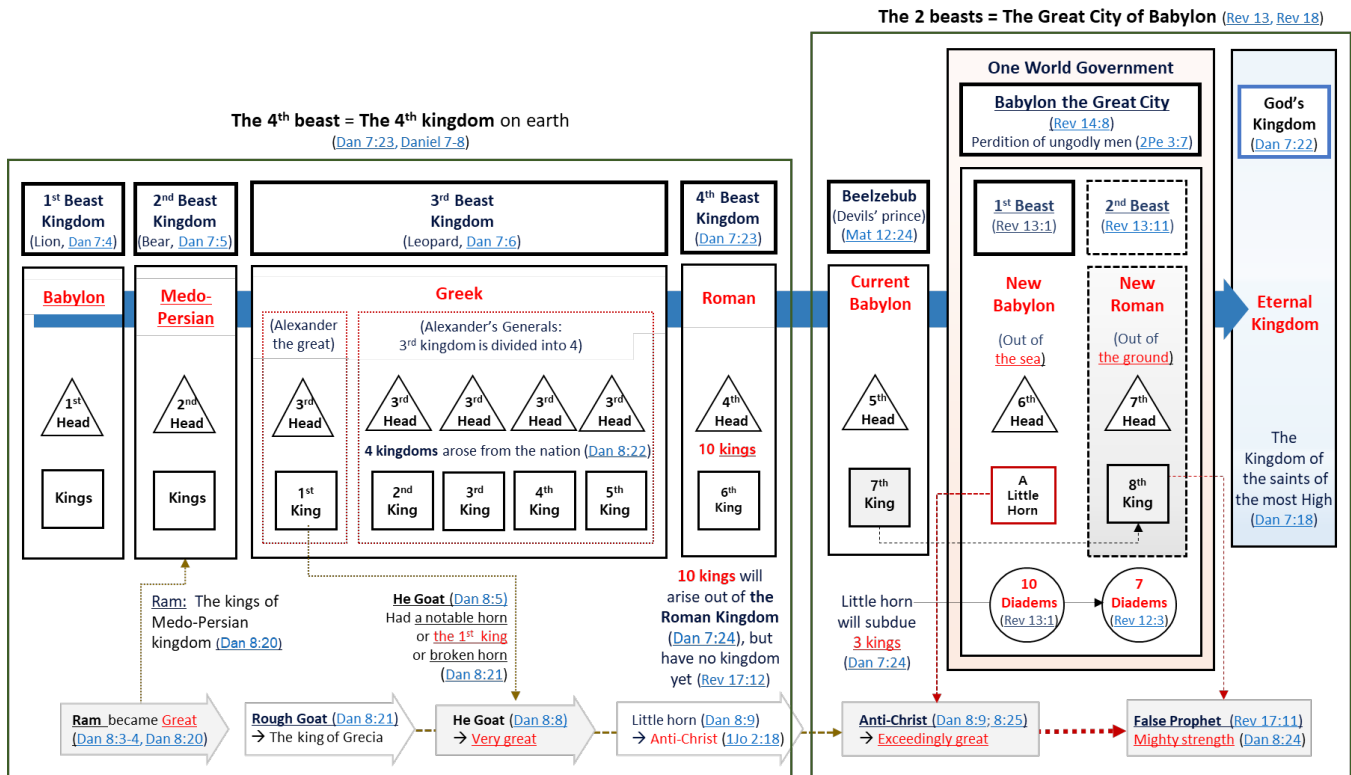 The 2 beasts = The Great City of Babylon (Rev 13, Rev 18)
The 4th beast = The 4th kingdom on earth
(Dan 7:23, Daniel 7-8)
1st Beast
Kingdom
(Lion, Dan 7:4)
2nd Beast
Kingdom
(Bear, Dan 7:5)
3rd Beast
Kingdom
(Leopard, Dan 7:6)
4th Beast
Kingdom
(Dan 7:23)
Babylon
Medo-
Persian
Greek
Roman
(Alexander
the great)
(Alexander's Generals:
3rd kingdom is divided into 4)
1st
Head
2nd
Head
3rd
Head
3rd
Head
3rd
Head
3rd
Head
3rd
Head
4th
Head
4 kingdoms arose from the nation (Dan 8:22)
10 kings
Kings
Kings
1st
King
2nd
King
3rd
King
4th
King
5th
King
6th
King
Ram: The kings of
Medo-Persian
kingdom (Dan 8:20)
He Goat (Dan 8:5)
Had a notable horn
or the 1st king
or broken horn
(Dan 8:21)
10 kings will
arise out of the
Roman Kingdom
(Dan 7:24), but
have no kingdom
yet (Rev 17:12)
One World Government
Babylon the Great City
(Rev 14:8)
Perdition of ungodly men (2Pe 3:7)
God's
Kingdom
(Dan 7:22)
Beelzebub
(Devils' prince)
(Mat 12:24)
1st Beast
(Rev 13:1)
2nd Beast
(Rev 13:11)
Current
Babylon
New
Babylon
New
Roman
Eternal
Kingdom
(Out of
the sea)
(Out of
the ground)
5th
Head
6th
Head
7th
Head
7th
King
A
Little
Horn
8th
King
The
Kingdom of
the saints of
the most High
(Dan 7:18)
Little horn
will subdue
3 kings
(Dan 7:24)
10
Diadems
(Rev 13:1)
7
Diadems
(Rev 12:3)
Ram became Great
(Dan 8:3-4, Dan 8:20)
Rough Goat (Dan 8:21)
→ The king of Grecia
He Goat (Dan 8:8)
→ Very great
Little horn (Dan 8:9)
→ Anti-Christ (1Jo 2:18)
Anti-Christ (Dan 8:9; 8:25)
→ Exceedingly great
False Prophet (Rev 17:11)
Mighty strength (Dan 8:24)